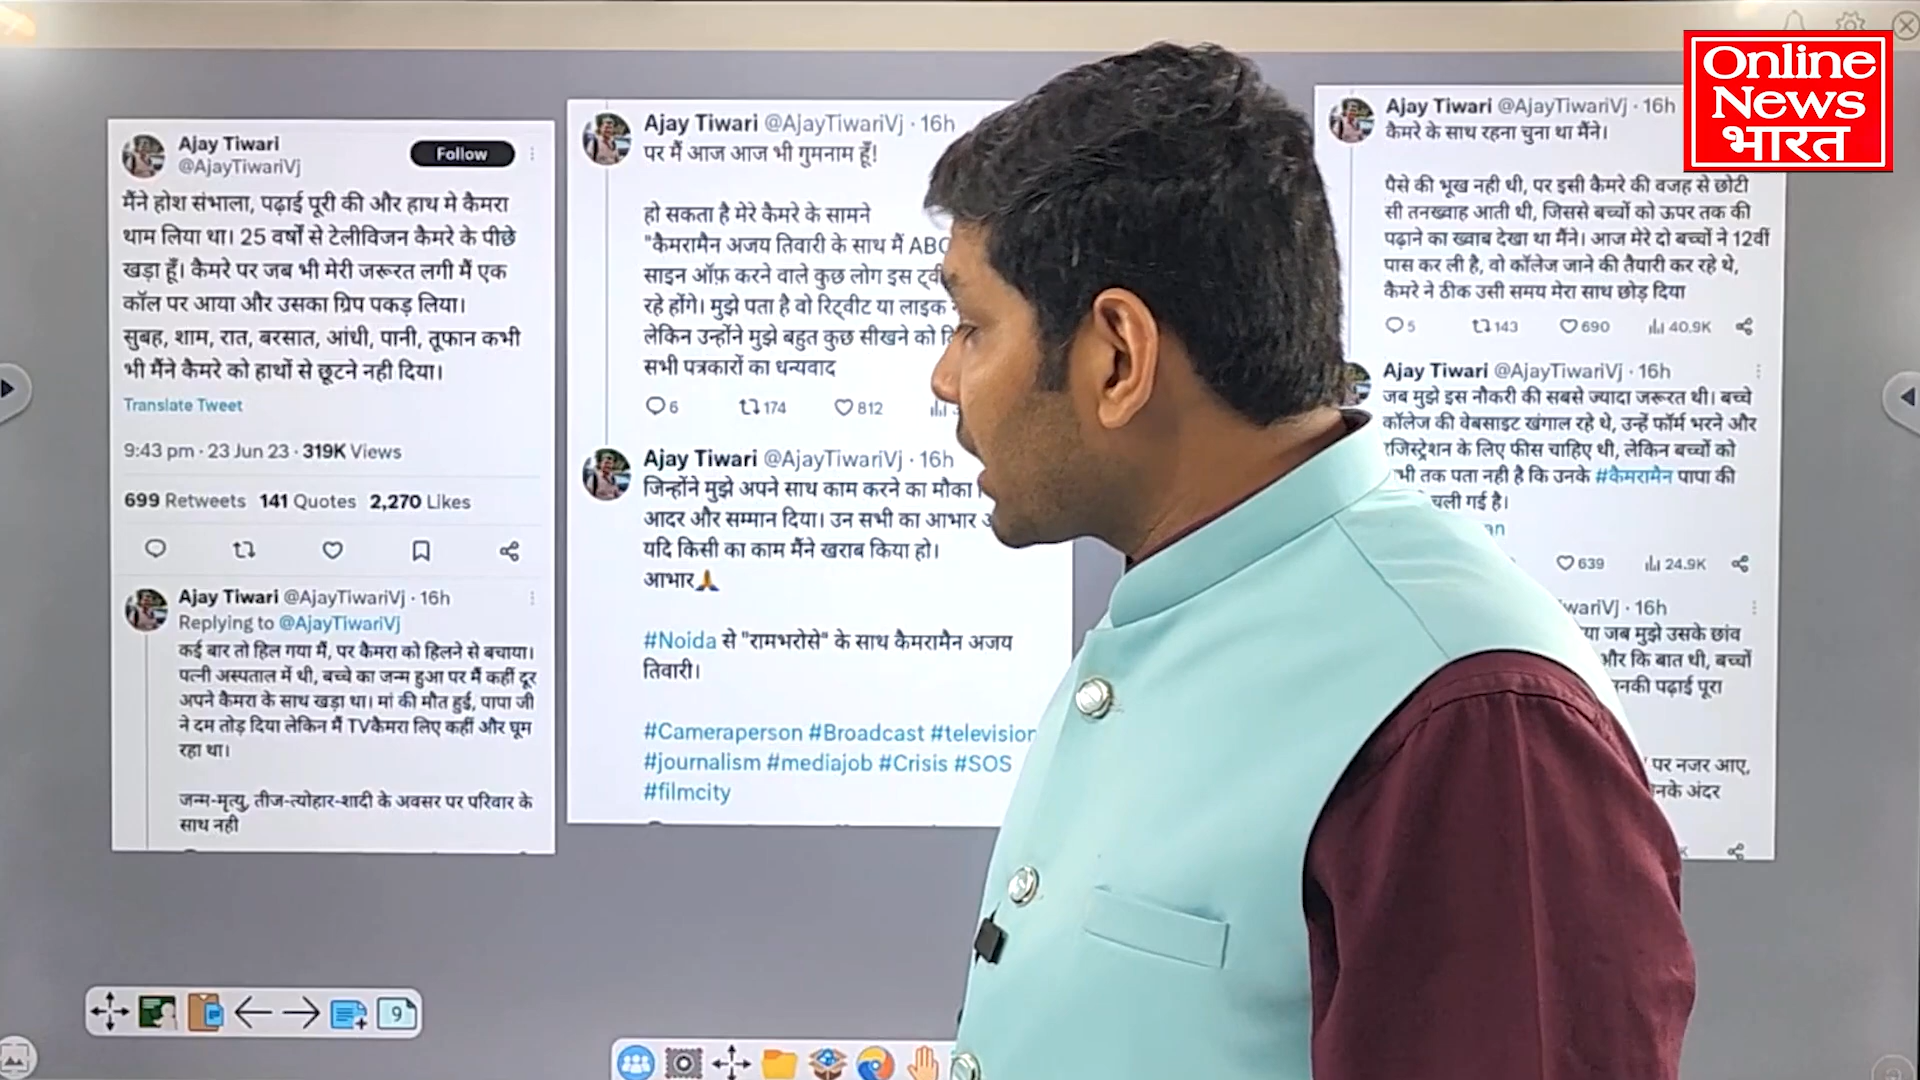 Online
News
भारत
Ajay Tiwari
@AjayTiwariVj
Follow
मैंने होश संभाला, पढ़ाई पूरी की और हाथ मे कैमरा
थाम लिया था। 25 वर्षों से टेलीविजन कैमरे के पीछे
खड़ा हूँ। कैमरे पर जब भी मेरी जरूरत लगी मैं एक
कॉल पर आया और उसका ग्रिप पकड़ लिया।
सुबह, शाम, रात, बरसात, आंधी, पानी, तूफान कभी
भी मैंने कैमरे को हाथों से छूटने नही दिया।
Translate Tweet
9:43 pm · 23 Jun 23 · 319K Views
699 Retweets 141 Quotes 2,270 Likes
Ajay Tiwari @AjayTiwariVj · 16h
Replying to @AjayTiwariVj
कई बार तो हिल गया मैं, पर कैमरा को हिलने से बचाया।
पत्नी अस्पताल में थी, बच्चे का जन्म हुआ पर मैं कहीं दूर
अपने कैमरा के साथ खड़ा था। मां की मौत हुई, पापा जी
ने दम तोड़ दिया लेकिन मैं TVकैमरा लिए कहीं और घूम
रहा था।
जन्म-मृत्यु, तीज-त्योहार-शादी के अवसर पर परिवार के
साथ नही
Ajay Tiwari @AjayTiwariVj · 16h
पर मैं आज आज भी गुमनाम हूँ!
हो सकता है मेरे कैमरे के सामने
"कैमरामैन अजय तिवारी के साथ मैं ABC
साइन ऑफ़ करने वाले कुछ लोग इस
रहे होंगे। मुझे पता है वो रिट्वीट या लाइक
लेकिन उन्होंने मुझे बहुत कुछ सीखने को
सभी पत्रकारों का धन्यवाद
6 174 812
Ajay Tiwari @AjayTiwariVj · 16h
जिन्होंने मुझे अपने साथ काम करने का मौका
आदर और सम्मान दिया। उन सभी का आभार
यदि किसी का काम मैंने खराब किया हो।
आभार🙏
#Noida से "रामभरोसे" के साथ कैमरामैन अजय
तिवारी।
#Cameraperson #Broadcast #television
#journalism #mediajob #Crisis #SOS
#filmcity
Ajay Tiwari @AjayTiwariVj · 16h
कैमरे के साथ रहना चुना था मैंने।
पैसे की भूख नही थी, पर इसी कैमरे की वजह से छोटी
सी तनख्वाह आती थी, जिससे बच्चों को ऊपर तक की
पढ़ाने का ख्वाब देखा था मैंने। आज मेरे दो बच्चों ने 12वीं
पास कर ली है, वो कॉलेज जाने की तैयारी कर रहे थे,
कैमरे ने ठीक उसी समय मेरा साथ छोड़ दिया
5 143 690 40.9K
Ajay Tiwari @AjayTiwariVj · 16h
जब मुझे इस नौकरी की सबसे ज्यादा जरूरत थी। बच्चे
कॉलेज की वेबसाइट खंगाल रहे थे, उन्हें फॉर्म भरने और
रजिस्ट्रेशन के लिए फीस चाहिए थी, लेकिन बच्चों को
तक पता नही है कि उनके #कैमरामैन पापा की
चली गई है।
639 24.9K
· 16h
जब मुझे उसके छांव
और कि बात थी, बच्चों
पढ़ाई पूरा
पर नजर आए,
अंदर
9